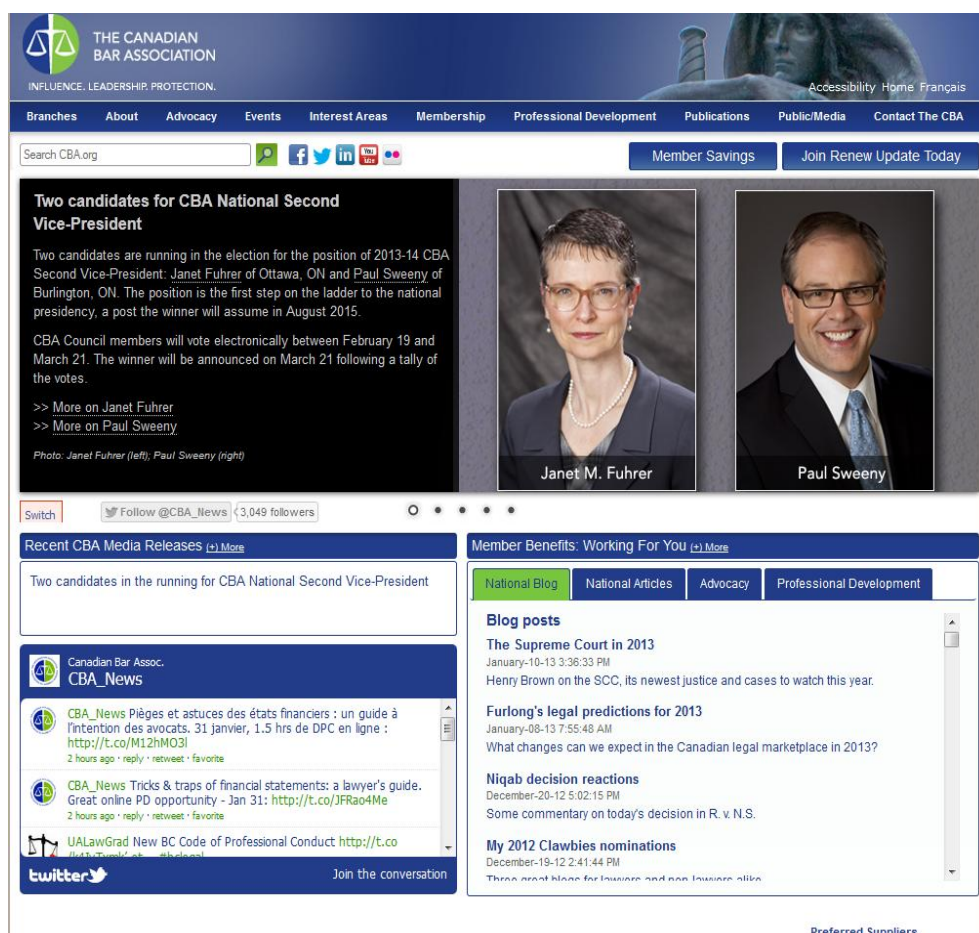 THE CANADIAN
BAR ASSOCIATION
INFLUENCE. LEADERSHIP. PROTECTION.
Accessibility Home Français
Branches About Advocacy Events Interest Areas Membership Professional Development Publications Public/Media Contact The CBA
Search CBA.org
f in You Tube
Member Savings Join Renew Update Today
Two candidates for CBA National Second
Vice-President
Two candidates are running in the election for the position of 2013-14 CBA
Second Vice-President: Janet Fuhrer of Ottawa, ON and Paul Sweeny of
Burlington, ON. The position is the first step on the ladder to the national
presidency, a post the winner will assume in August 2015.
CBA Council members will vote electronically between February 19 and
March 21. The winner will be announced on March 21 following a tally of
the votes.
>> More on Janet Fuhrer
>> More on Paul Sweeny
Photo: Janet Fuhrer (left); Paul Sweeny (right)
Janet M. Fuhrer
Paul Sweeny
Switch
Follow @CBA_News 3,049 followers
Recent CBA Media Releases (+) More
Two candidates in the running for CBA National Second Vice-President
Canadian Bar Assoc.
CBA_News
CBA_News Pièges et astuces des états financiers : un guide à
l'intention des avocats. 31 janvier, 1.5 hrs de DPC en ligne :
http://t.co/M12hMO3l
2 hours ago · reply · retweet · favorite
CBA_News Tricks & traps of financial statements: a lawyer's guide.
Great online PD opportunity - Jan 31: http://t.co/JFRao4Me
2 hours ago · reply · retweet · favorite
UALawGrad New BC Code of Professional Conduct http://t.co
twitter
Join the conversation
Member Benefits: Working For You (+) More
National Blog National Articles Advocacy Professional Development
Blog posts
The Supreme Court in 2013
January-10-13 3:36:33 PM
Henry Brown on the SCC, its newest justice and cases to watch this year.
Furlong's legal predictions for 2013
January-08-13 7:55:48 AM
What changes can we expect in the Canadian legal marketplace in 2013?
Niqab decision reactions
December-20-12 5:02:15 PM
Some commentary on today's decision in R. v. N.S.
My 2012 Clawbies nominations
December-19-12 2:41:44 PM
Three great blogs for lawyers and non-lawyers alike
Preferred Suppliers